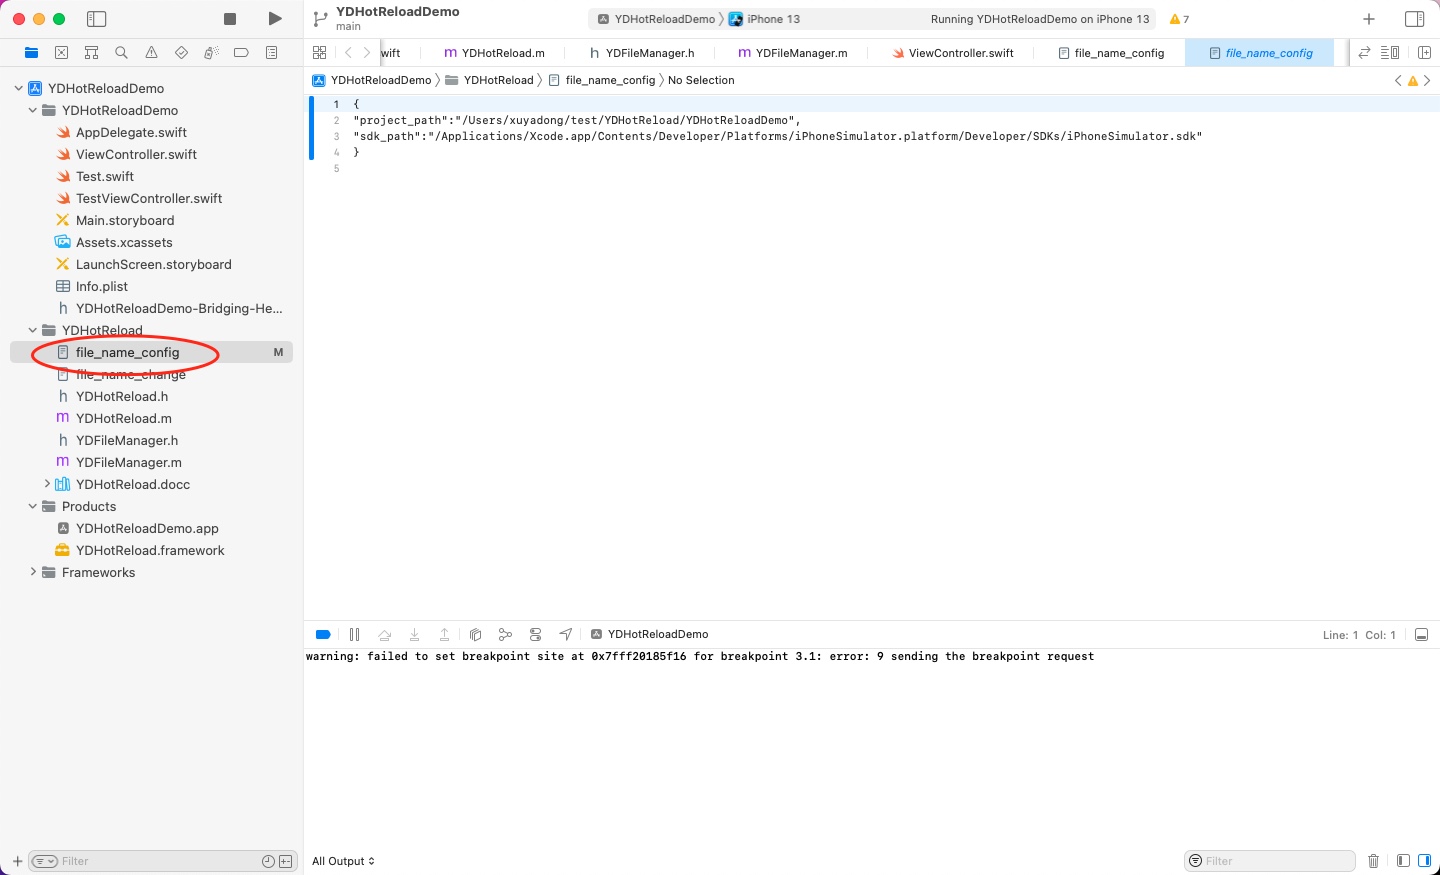 YDHotReloadDemo
main
YDHotReloadDemo
iPhone 13
Running YDHotReloadDemo on iPhone 13
7
wift
YDHotReload.m
YDFileManager.h
YDFileManager.m
ViewController.swift
file_name_config
file_name_config
YDHotReloadDemo
YDHotReload
file_name_config
No Selection
YDHotReloadDemo
YDHotReloadDemo
AppDelegate.swift
ViewController.swift
Test.swift
TestViewController.swift
Main.storyboard
Assets.xcassets
LaunchScreen.storyboard
Info.plist
h YDHotReloadDemo-Bridging-He...
YDHotReload
file_name_config M
file_name_change
h YDHotReload.h
m YDHotReload.m
h YDFileManager.h
m YDFileManager.m
YDHotReload.docc
Products
YDHotReloadDemo.app
YDHotReload.framework
Frameworks
Filter
1 {
2 "project_path":"/Users/xuyadong/test/YDHotReload/YDHotReloadDemo",
3 "sdk_path":"/Applications/Xcode.app/Contents/Developer/Platforms/iPhoneSimulator.platform/Developer/SDKs/iPhoneSimulator.sdk"
4 }
5
YDHotReloadDemo
Line: 1 Col: 1
warning: failed to set breakpoint site at 0x7fff20185f16 for breakpoint 3.1: error: 9 sending the breakpoint request
All Output
Filter